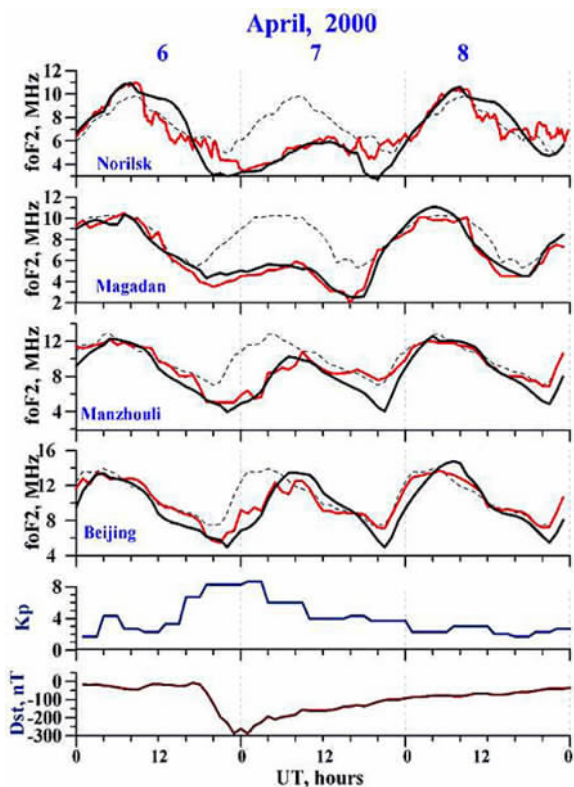 April, 2000
6 7 8
foF2, MHz
12
10
8
6
4
Norilsk
foF2, MHz
12
10
8
6
4
2
Magadan
foF2, MHz
12
8
4
Manzhouli
foF2, MHz
16
12
8
4
Beijing
Kp
8
4
0
Dst, nT
0
-100
-200
-300
0 12 0 12 0 12 0
UT, hours